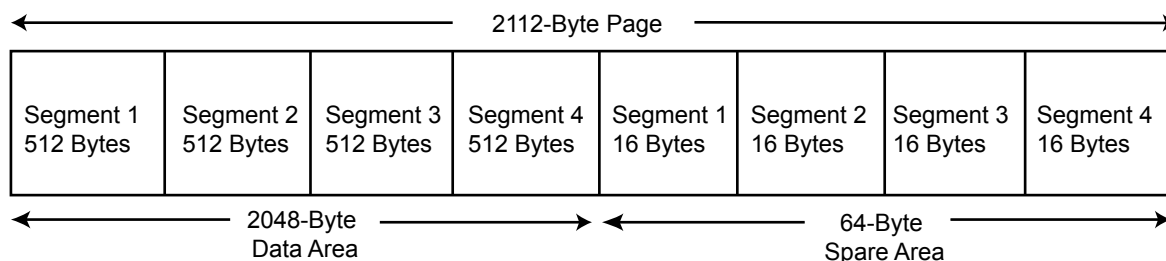 2112-Byte Page
Segment 1
512 Bytes
Segment 2
512 Bytes
Segment 3
512 Bytes
Segment 4
512 Bytes
Segment 1
16 Bytes
Segment 2
16 Bytes
Segment 3
16 Bytes
Segment 4
16 Bytes
2048-Byte
Data Area
64-Byte
Spare Area